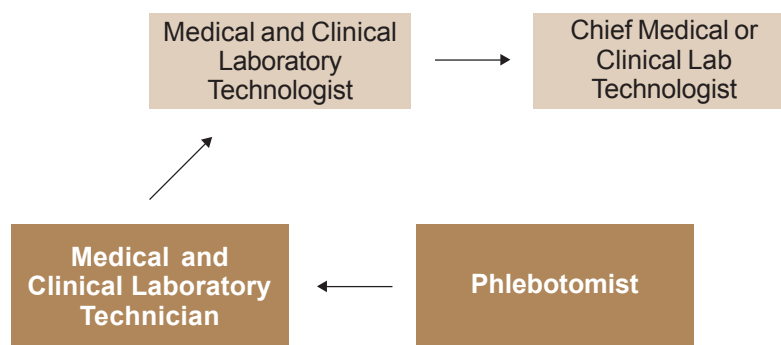 Medical and Clinical
Laboratory
Technologist
Chief Medical or
Clinical Lab
Technologist
Medical and
Clinical Laboratory
Technician
Phlebotomist